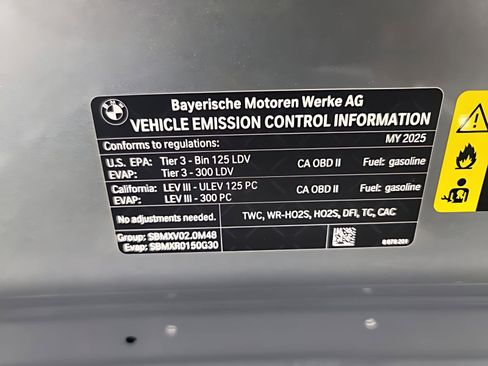 BMW
Bayerische Motoren Werke AG
VEHICLE EMISSION CONTROL INFORMATION
Conforms to regulations: MY 2025
U.S. EPA: Tier 3 - Bin 125 LDV CA OBD II Fuel: gasoline
EVAP: Tier 3 - 300 LDV
California: LEV III - ULEV 125 PC CA OBD II Fuel: gasoline
EVAP: LEV III - 300 PC
No adjustments needed. TWC, WR-HO2S, HO2S, DFI, TC, CAC
Group: SBMXV02.0M48
Evap: SBMXR0150G30